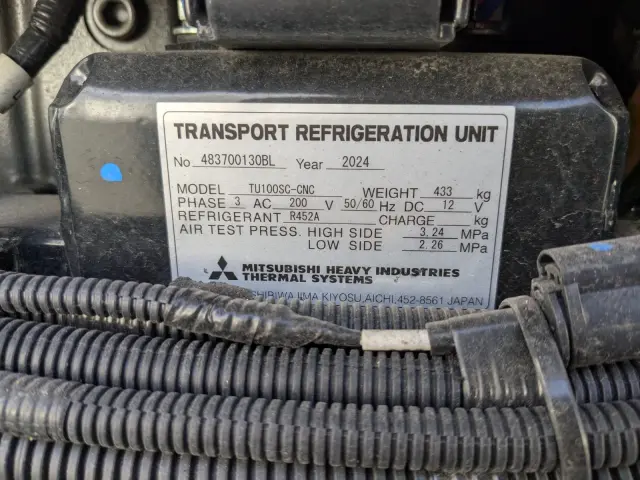 TRANSPORT REFRIGERATION UNIT
No 483700130BL Year 2024
MODEL TU100SC-CNC WEIGHT 433 kg
PHASE 3 AC 200 V 50/60 Hz DC 12 V
REFRIGERANT R452A CHARGE kg
AIR TEST PRESS. HIGH SIDE 3.24 MPa
LOW SIDE 2.26 MPa
MITSUBISHI HEAVY INDUSTRIES
THERMAL SYSTEMS
KIYOSU, AICHI, 452-8561 JAPAN